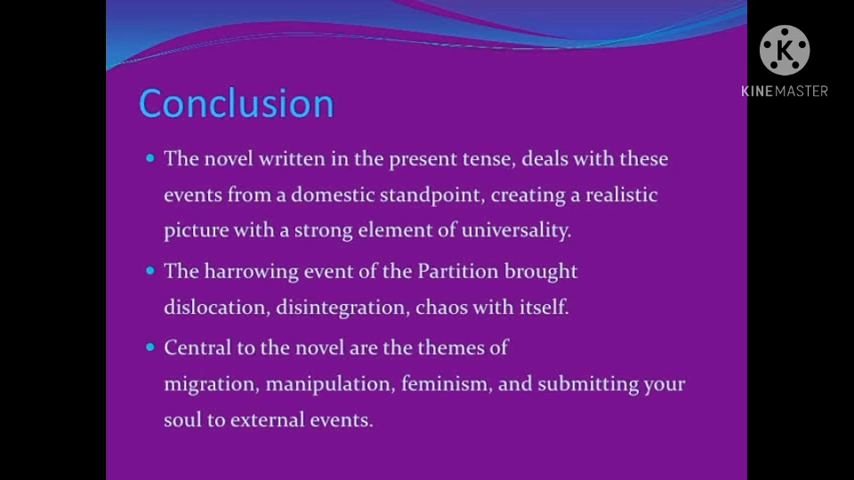 K
KINEMASTER
Conclusion
The novel written in the present tense, deals with these
events from a domestic standpoint, creating a realistic
picture with a strong element of universality.
The harrowing event of the Partition brought
dislocation, disintegration, chaos with itself.
Central to the novel are the themes of
migration, manipulation, feminism, and submitting your
soul to external events.